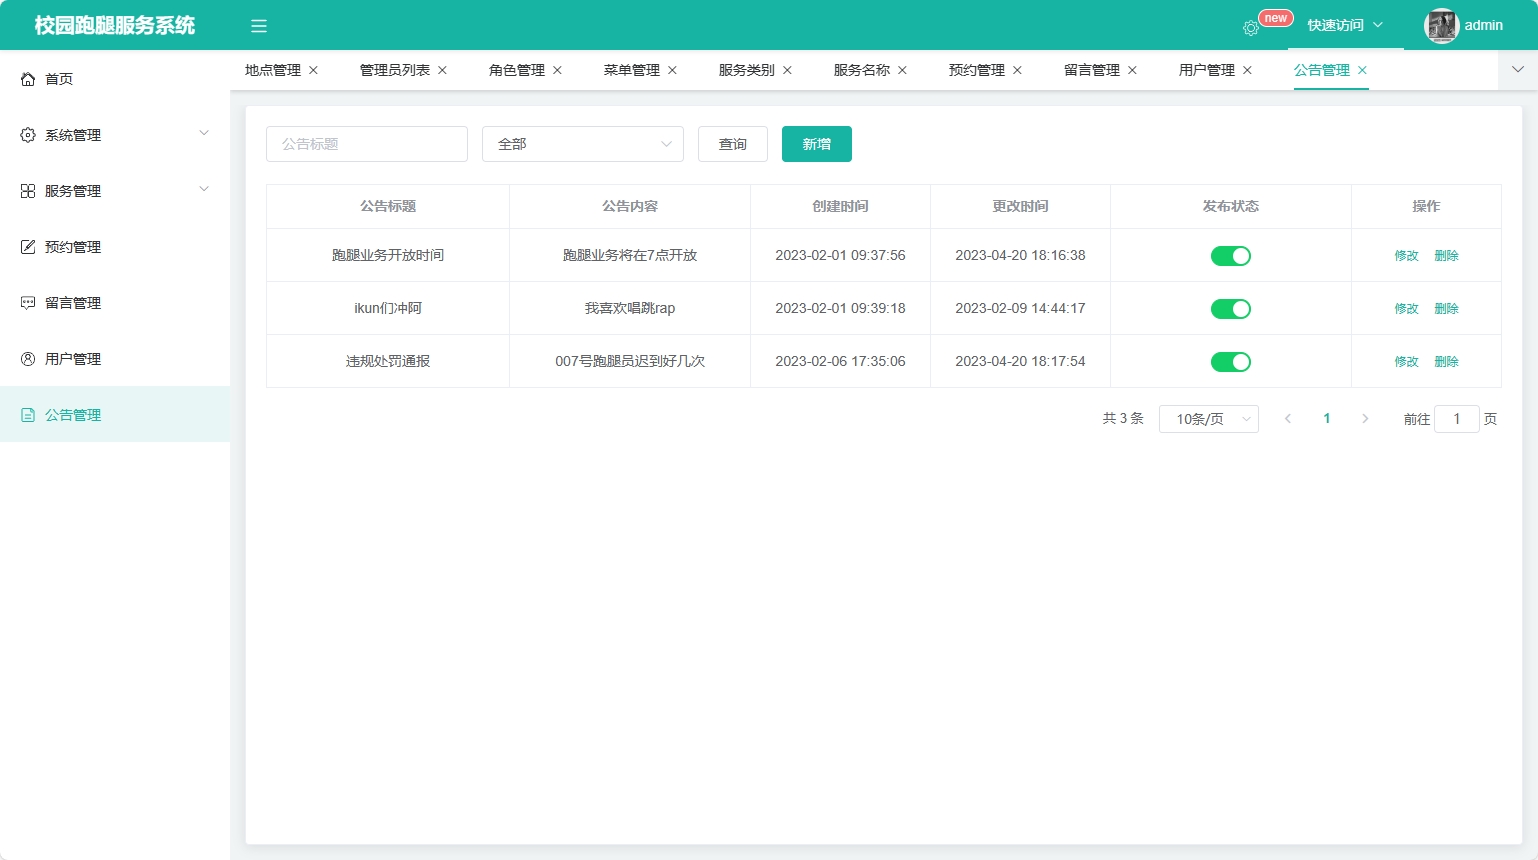 校园跑腿服务系统
new
快速访问
admin
首页
系统管理
服务管理
预约管理
留言管理
用户管理
公告管理
地点管理 管理员列表 角色管理 菜单管理 服务类别 服务名称 预约管理 留言管理 用户管理 公告管理
公告标题 全部 查询 新增
公告标题 公告内容 创建时间 更改时间 发布状态 操作
跑腿业务开放时间 跑腿业务将在7点开放 2023-02-01 09:37:56 2023-04-20 18:16:38 修改 删除
ikun们冲阿 我喜欢唱跳rap 2023-02-01 09:39:18 2023-02-09 14:44:17 修改 删除
违规处罚通报 007号跑腿员迟到好几次 2023-02-06 17:35:06 2023-04-20 18:17:54 修改 删除
共 3 条 10条/页 1 前往 1 页